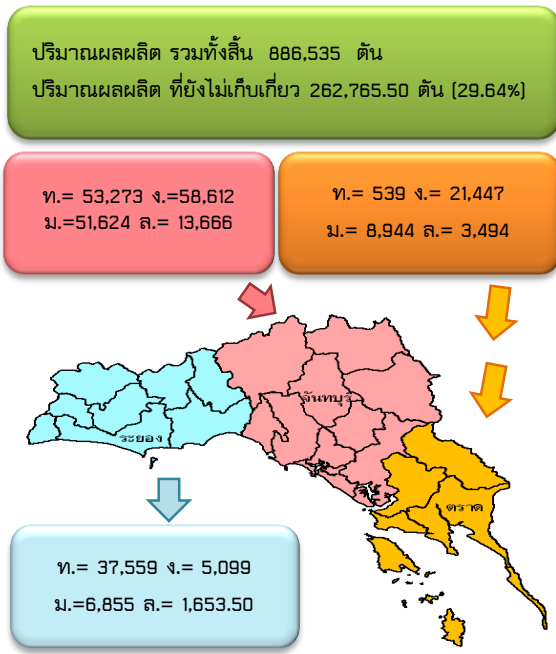 ปริมาณผลผลิต รวมทั้งสิ้น 886,535 ตัน
ปริมาณผลผลิต ที่ยังไม่เก็บเกี่ยว 262,765.50 ตัน (29.64%)
ท.= 53,273 ง.=58,612
ม.=51,624 ล.= 13,666
ท.= 539 ง.= 21,447
ม.= 8,944 ล.= 3,494
จันทบุรี
ระยอง
ตราด
ท.= 37,559 ง.= 5,099
ม.=6,855 ล.= 1,653.50